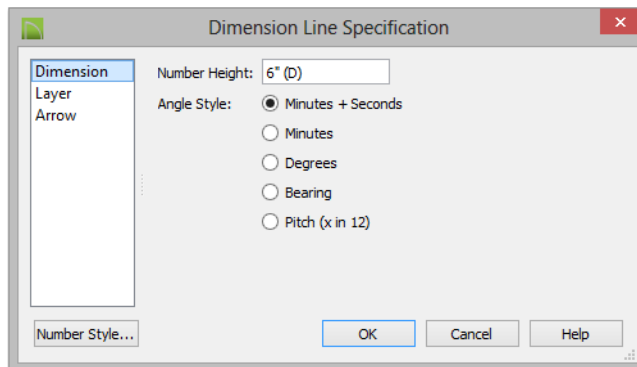 Dimension Line Specification
Dimension
Layer
Arrow
Number Height: 6" (D)
Angle Style: Minutes + Seconds
Minutes
Degrees
Bearing
Pitch (x in 12)
Number Style... OK Cancel Help